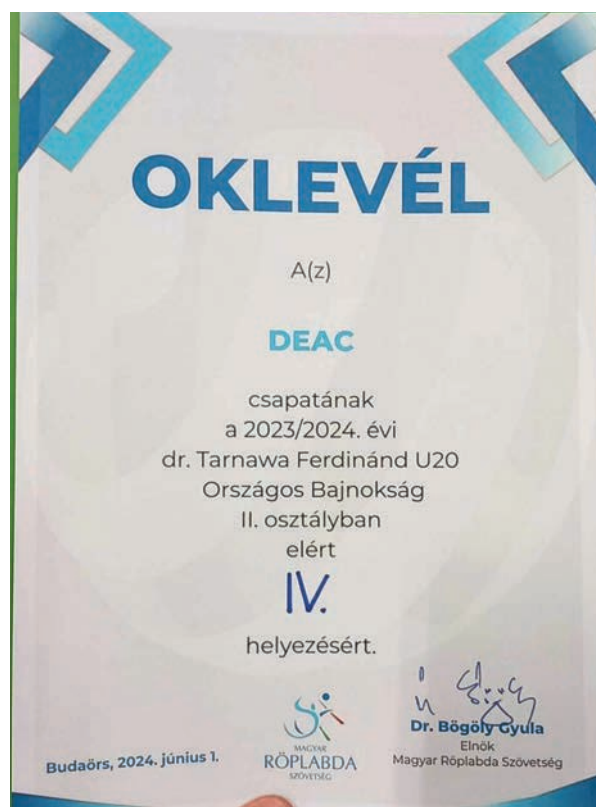 OKLEVÉL
A(z)
DEAC
csapatának
a 2023/2024. évi
dr. Tarnawa Ferdinánd U20
Országos Bajnokság
II. osztályban
elért
IV.
helyezésért.
Budaörs, 2024. június 1.
MAGYAR
RÖPLABDA
SZÖVETSÉG
Dr. Bögöly Gyula
Elnök
Magyar Röplabda Szövetség